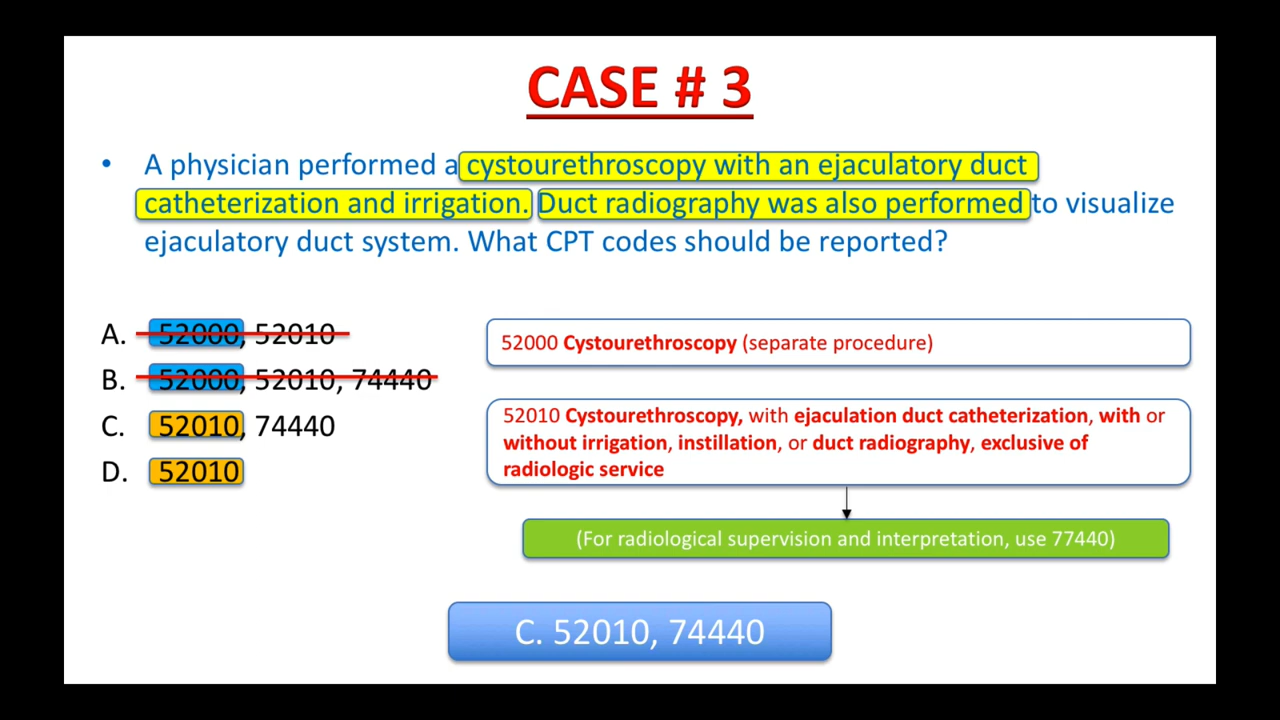 CASE # 3
• A physician performed a cystourethroscopy with an ejaculatory duct
catheterization and irrigation. Duct radiography was also performed to visualize
ejaculatory duct system. What CPT codes should be reported?
A. 52000, 52010
B. 52000, 52010, 74440
C. 52010, 74440
D. 52010
52000 Cystourethroscopy (separate procedure)
52010 Cystourethroscopy, with ejaculation duct catheterization, with or
without irrigation, instillation, or duct radiography, exclusive of
radiologic service
(For radiological supervision and interpretation, use 77440)
C. 52010, 74440